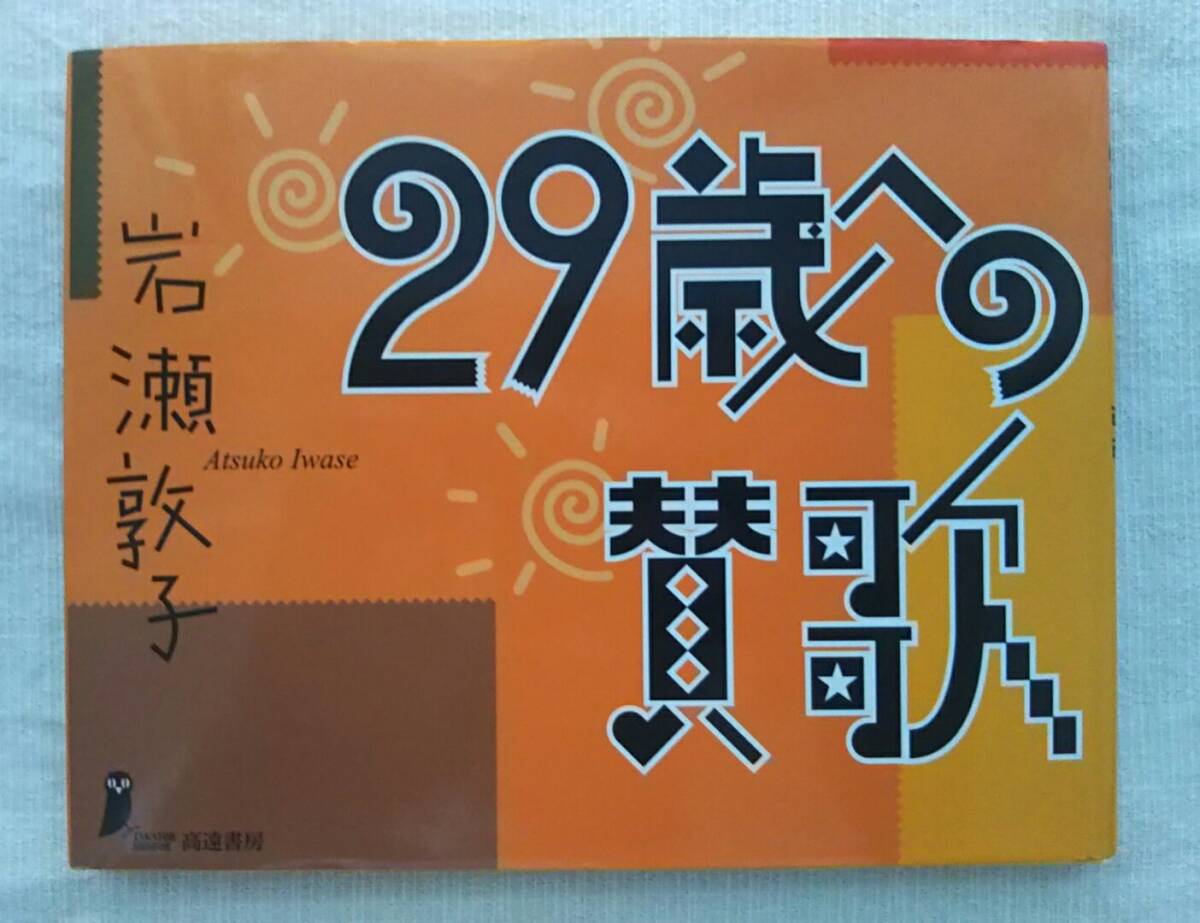 29歳への
賛歌
岩瀬敦子
Atsuko Iwase
高遠書房